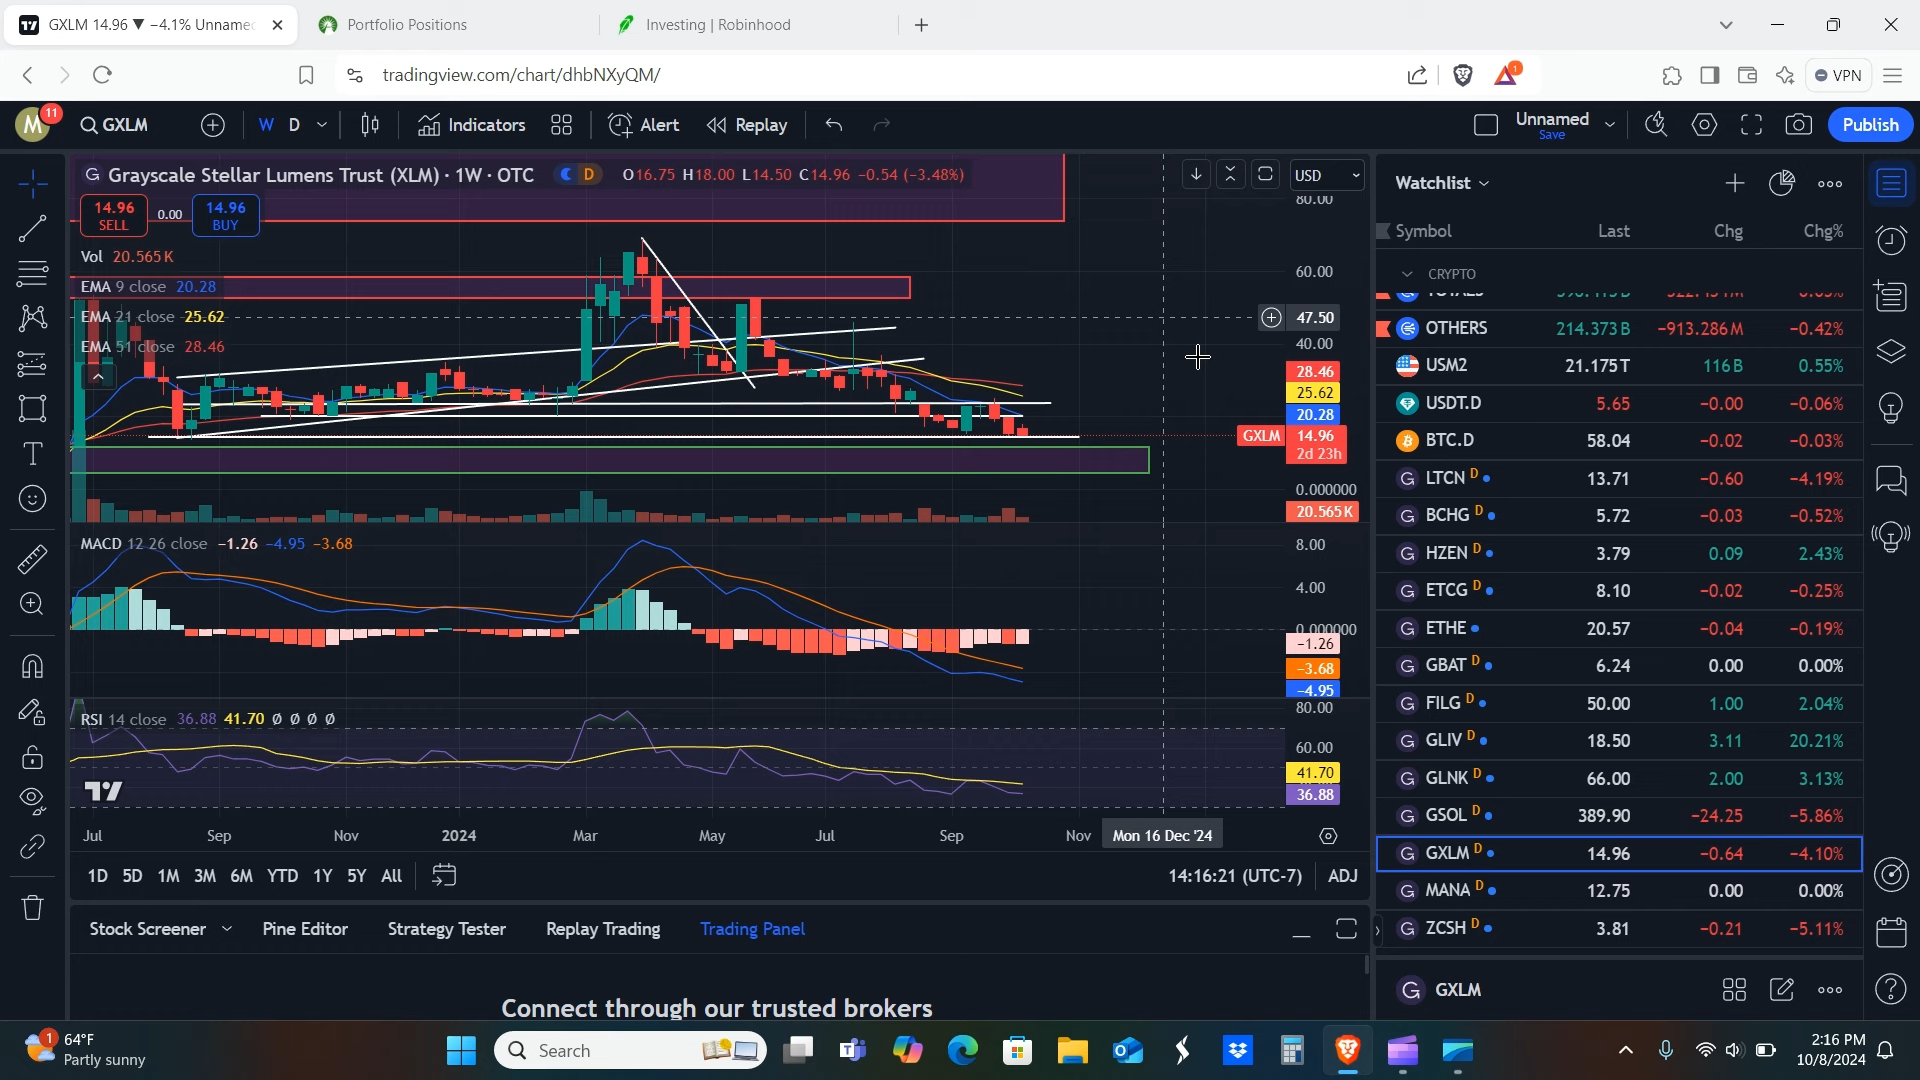 GXLM 14.96 ▼ −4.1% Unname
Portfolio Positions
Investing | Robinhood
tradingview.com/chart/dhbNXyQM/
1
VPN
M
11
GXLM
W
D
Indicators
Alert
Replay
Unnamed
Save
Publish
G Grayscale Stellar Lumens Trust (XLM) · 1W · OTC D O16.75 H18.00 L14.50 C14.96 −0.54 (−3.48%)
USD
14.96
SELL
0.00
14.96
BUY
Vol 20.565K
EMA 9 close 20.28
EMA 21 close 25.62
EMA 51 close 28.46
80.00
60.00
47.50
40.00
28.46
25.62
20.28
GXLM 14.96
2d 23h
0.000000
20.565K
MACD 12 26 close −1.26 −4.95 −3.68
8.00
4.00
0.000000
−1.26
−3.68
−4.95
RSI 14 close 36.88 41.70 Ø Ø Ø Ø
80.00
60.00
41.70
36.88
Jul Sep Nov 2024 Mar May Jul Sep Nov Mon 16 Dec '24
1D 5D 1M 3M 6M YTD 1Y 5Y All
14:16:21 (UTC-7) ADJ
Stock Screener Pine Editor Strategy Tester Replay Trading Trading Panel
Connect through our trusted brokers
Watchlist
Symbol Last Chg Chg%
CRYPTO
OTHERS 214.373B −913.286M −0.42%
USM2 21.175T 116B 0.55%
USDT.D 5.65 −0.00 −0.06%
BTC.D 58.04 −0.02 −0.03%
G LTCN D 13.71 −0.60 −4.19%
G BCHG D 5.72 −0.03 −0.52%
G HZEN D 3.79 0.09 2.43%
G ETCG D 8.10 −0.02 −0.25%
G ETHE 20.57 −0.04 −0.19%
G GBAT D 6.24 0.00 0.00%
G FILG D 50.00 1.00 2.04%
G GLIV D 18.50 3.11 20.21%
G GLNK D 66.00 2.00 3.13%
G GSOL D 389.90 −24.25 −5.86%
G GXLM D 14.96 −0.64 −4.10%
G MANA D 12.75 0.00 0.00%
G ZCSH D 3.81 −0.21 −5.11%
G GXLM
1
64°F
Partly sunny
Search
2:16 PM
10/8/2024